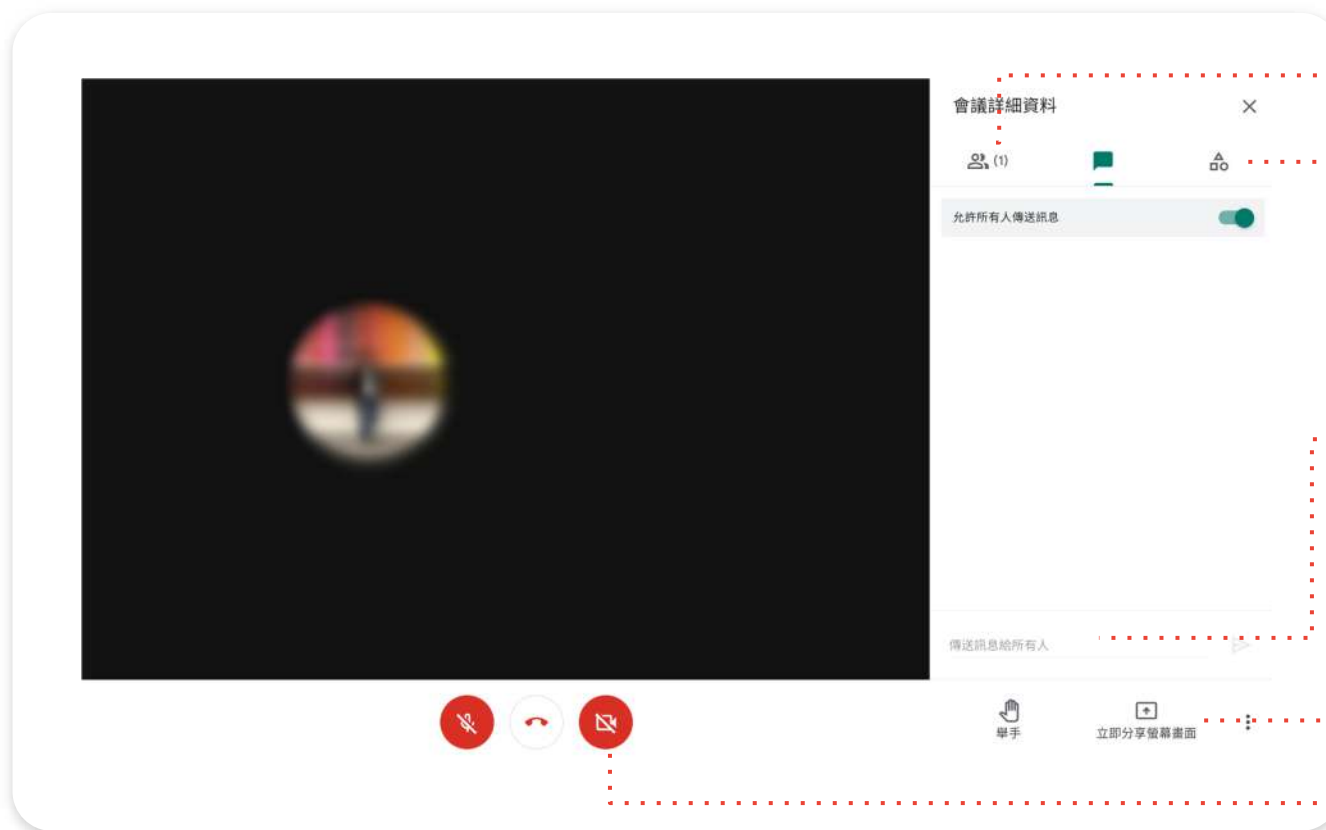 會議詳細資料
(1)
允許所有人傳送訊息
傳送訊息給所有人
舉手
立即分享螢幕畫面